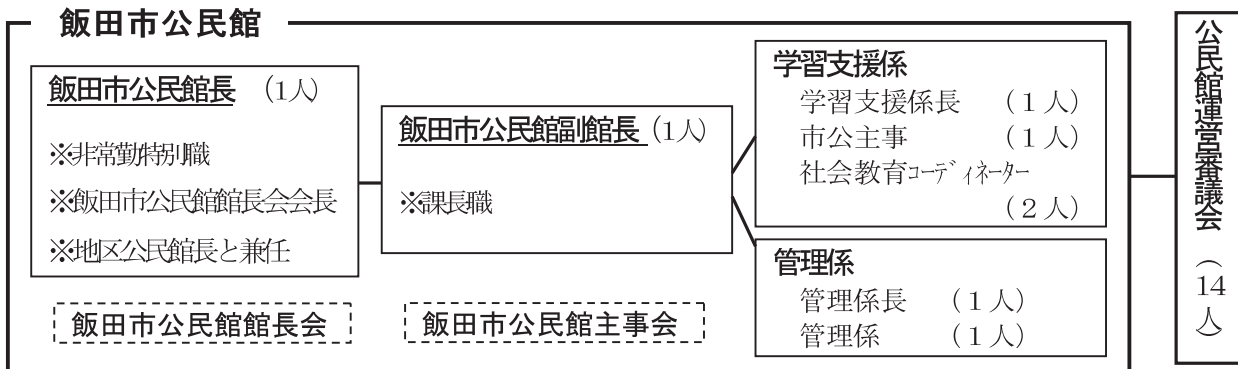 飯田市公民館
飯田市公民館長 (1人)
※非常勤特別職
※飯田市公民館館長会会長
※地区公民館長と兼任
飯田市公民館副館長 (1人)
※課長職
学習支援係
学習支援係長 (1人)
市公主事 (1人)
社会教育ｺｰﾃﾞｨﾈｰﾀｰ
(2人)
管理係
管理係長 (1人)
管理係 (1人)
飯田市公民館館長会
飯田市公民館主事会
公民館運営審議会 (14人)